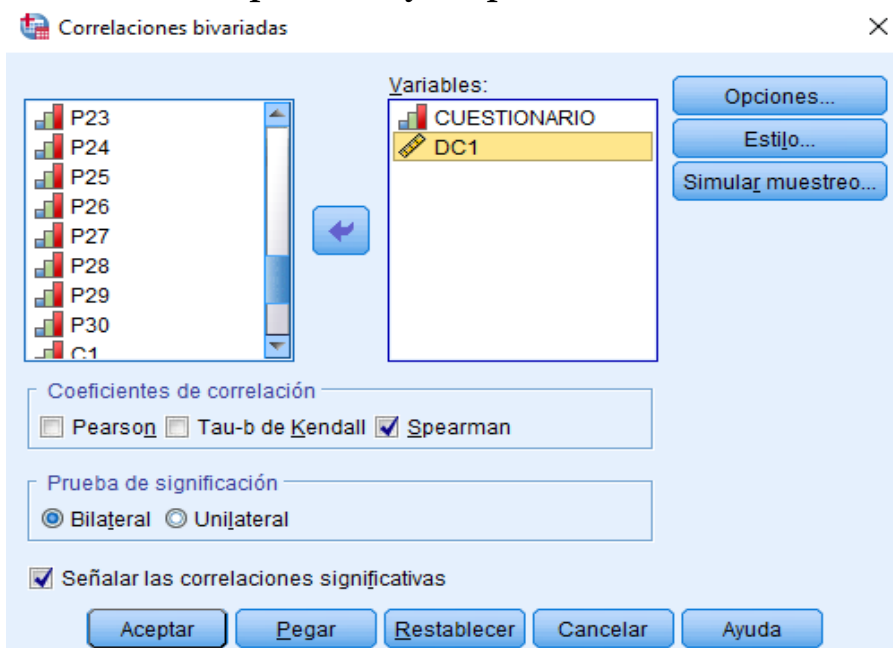 Correlaciones bivariadas
Variables:
P23
P24
P25
P26
P27
P28
P29
P30
C1
CUESTIONARIO
DC1
Opciones...
Estilo...
Simular muestreo...
Coeficientes de correlación
Pearson Tau-b de Kendall Spearman
Prueba de significación
Bilateral Unilateral
Señalar las correlaciones significativas
Aceptar Pegar Restablecer Cancelar Ayuda